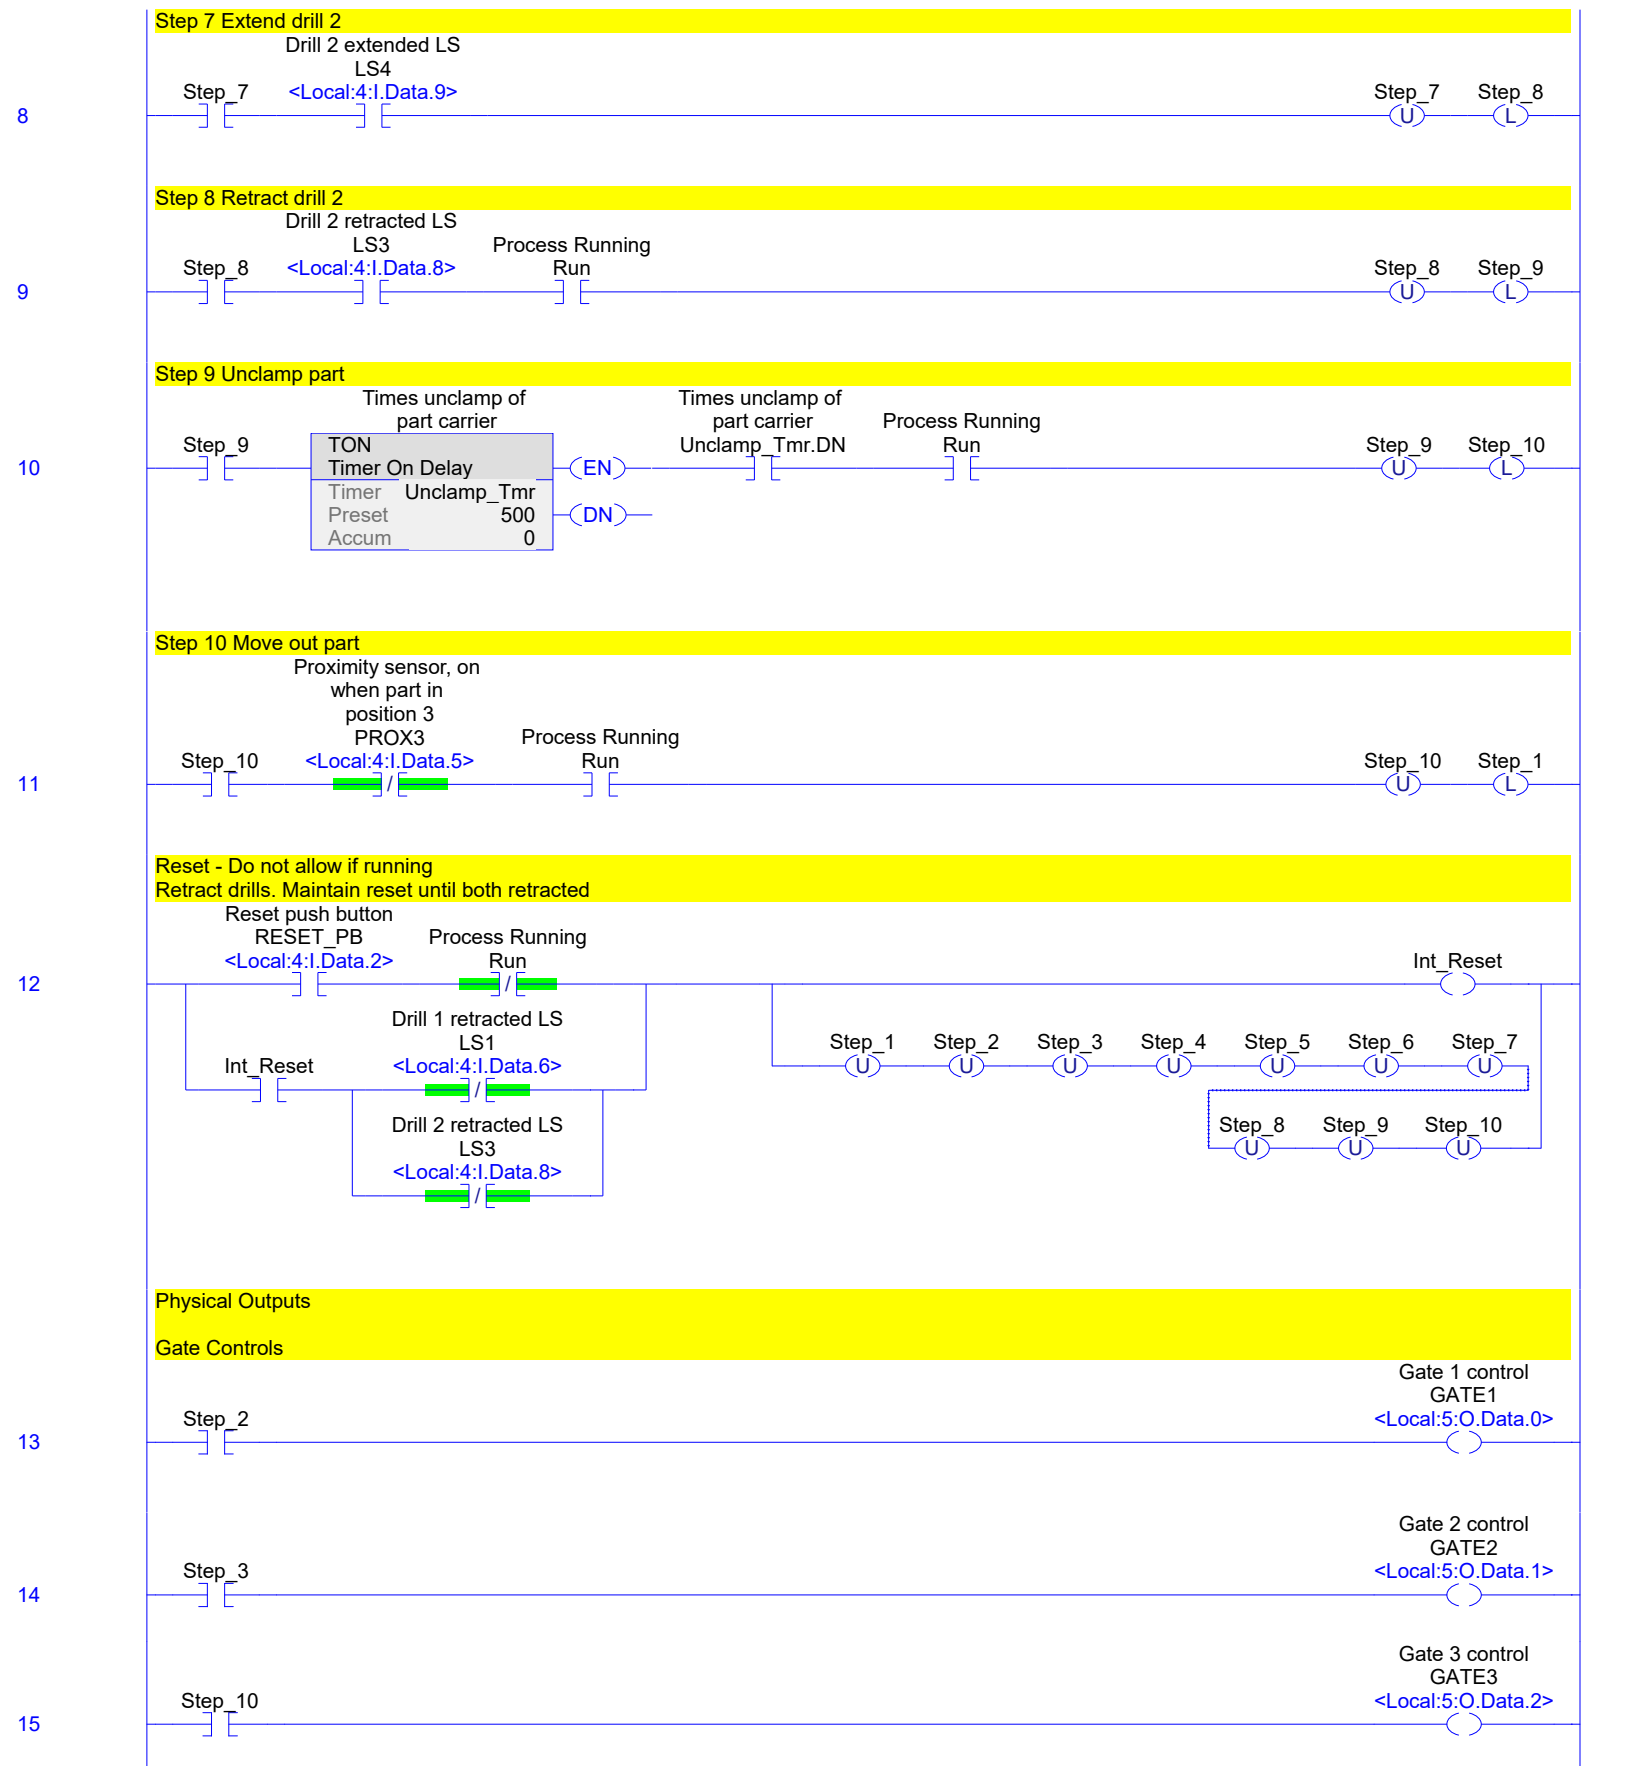 Step 7 Extend drill 2
Drill 2 extended LS
LS4
Step_7 <Local:4:I.Data.9> Step_7 Step_8
8 U L
Step 8 Retract drill 2
Drill 2 retracted LS
LS3 Process Running
Step_8 <Local:4:I.Data.8> Run Step_8 Step_9
9 U L
Step 9 Unclamp part
Times unclamp of Times unclamp of
part carrier part carrier Process Running
Step_9 TON Unclamp_Tmr.DN Run Step_9 Step_10
10 Timer On Delay EN U L
Timer Unclamp_Tmr
Preset 500 DN
Accum 0
Step 10 Move out part
Proximity sensor, on
when part in
position 3
PROX3 Process Running
Step_10 <Local:4:I.Data.5> Run Step_10 Step_1
11 / U L
Reset - Do not allow if running
Retract drills. Maintain reset until both retracted
Reset push button
RESET_PB Process Running
<Local:4:I.Data.2> Run Int_Reset
12 /
Drill 1 retracted LS
LS1 Step_1 Step_2 Step_3 Step_4 Step_5 Step_6 Step_7
Int_Reset <Local:4:I.Data.6> U U U U U U U
/
Drill 2 retracted LS Step_8 Step_9 Step_10
LS3 U U U
<Local:4:I.Data.8>
/
Physical Outputs
Gate Controls
Gate 1 control
GATE1
Step_2 <Local:5:O.Data.0>
13
Gate 2 control
GATE2
Step_3 <Local:5:O.Data.1>
14
Gate 3 control
GATE3
Step_10 <Local:5:O.Data.2>
15